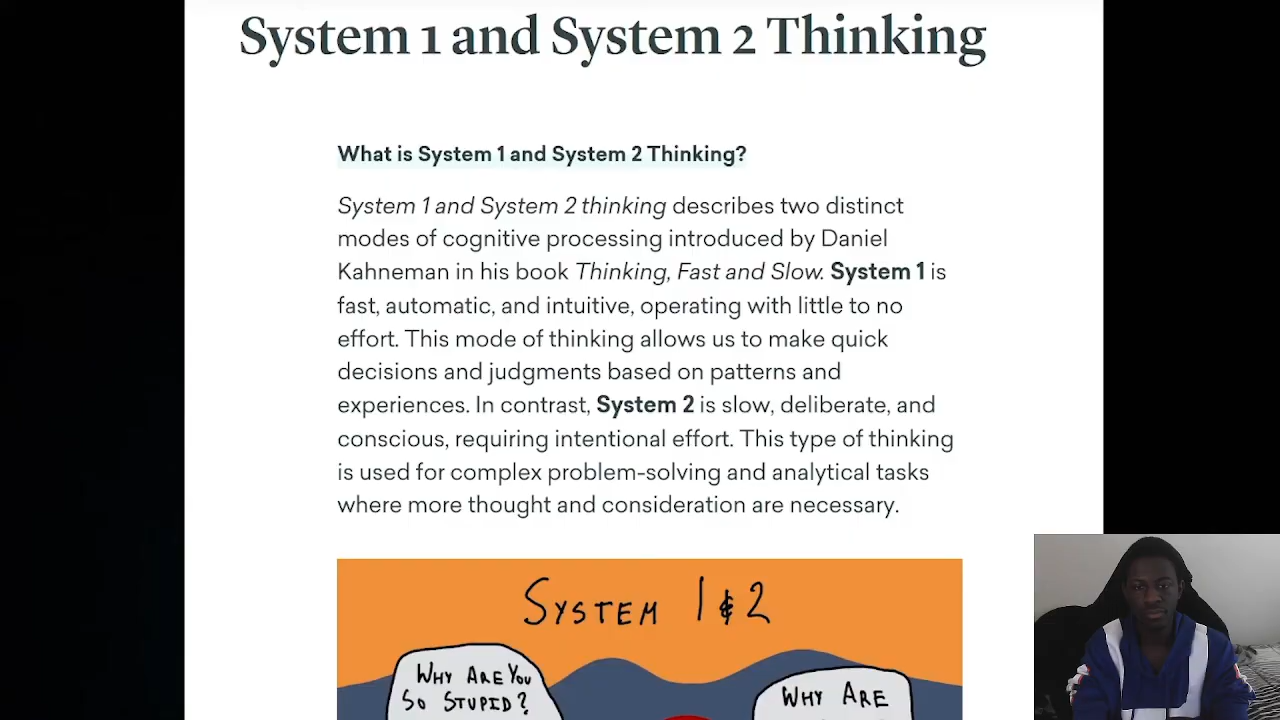 System 1 and System 2 Thinking
What is System 1 and System 2 Thinking?
System 1 and System 2 thinking describes two distinct
modes of cognitive processing introduced by Daniel
Kahneman in his book Thinking, Fast and Slow. System 1 is
fast, automatic, and intuitive, operating with little to no
effort. This mode of thinking allows us to make quick
decisions and judgments based on patterns and
experiences. In contrast, System 2 is slow, deliberate, and
conscious, requiring intentional effort. This type of thinking
is used for complex problem-solving and analytical tasks
where more thought and consideration are necessary.
SYSTEM 1 & 2
WHY ARE YOU
SO STUPID?
WHY ARE